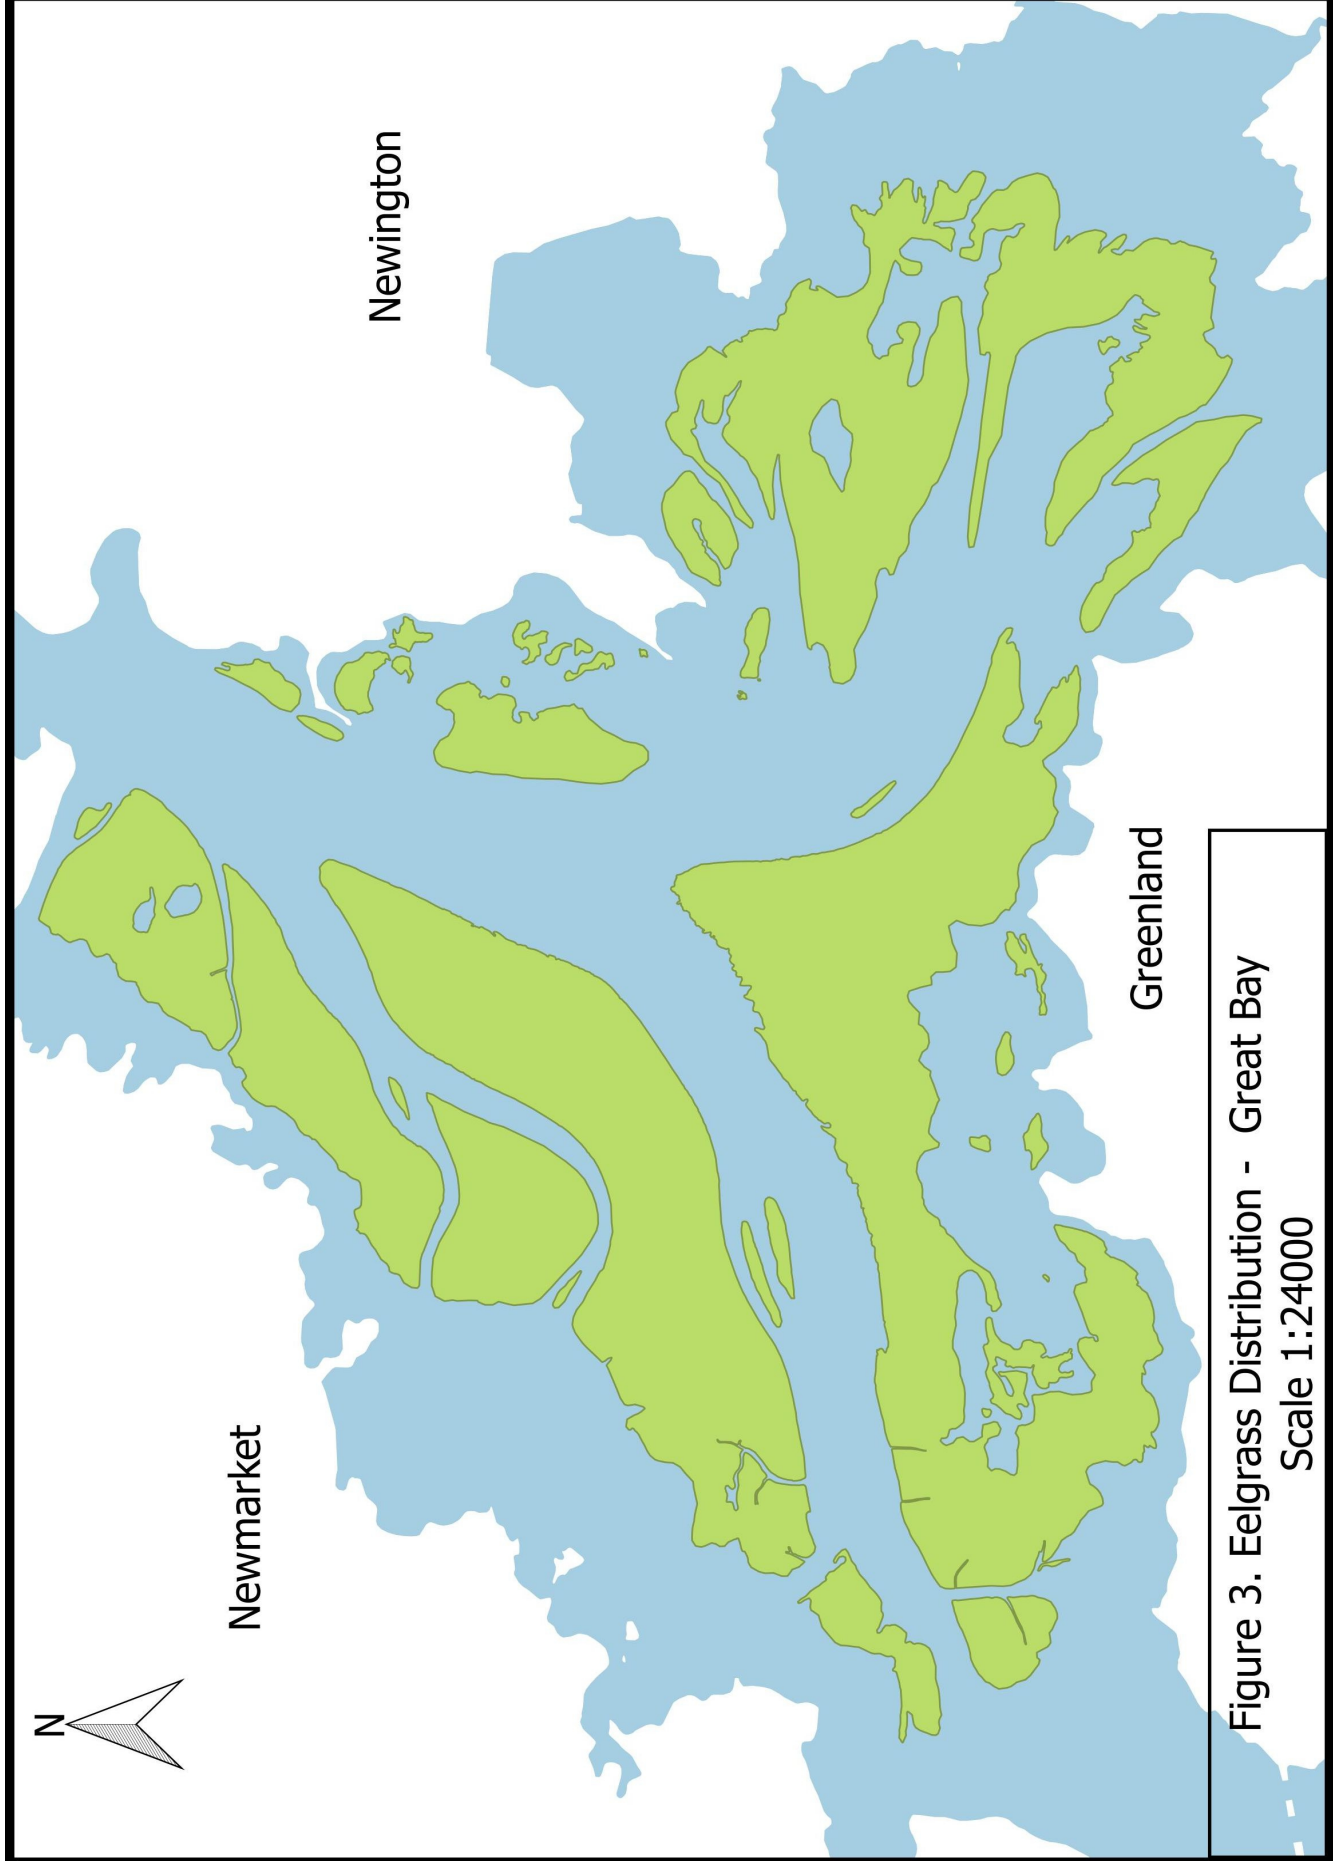 N
Newmarket
Newington
Greenland
Figure 3. Eelgrass Distribution - Great Bay
Scale 1:24000